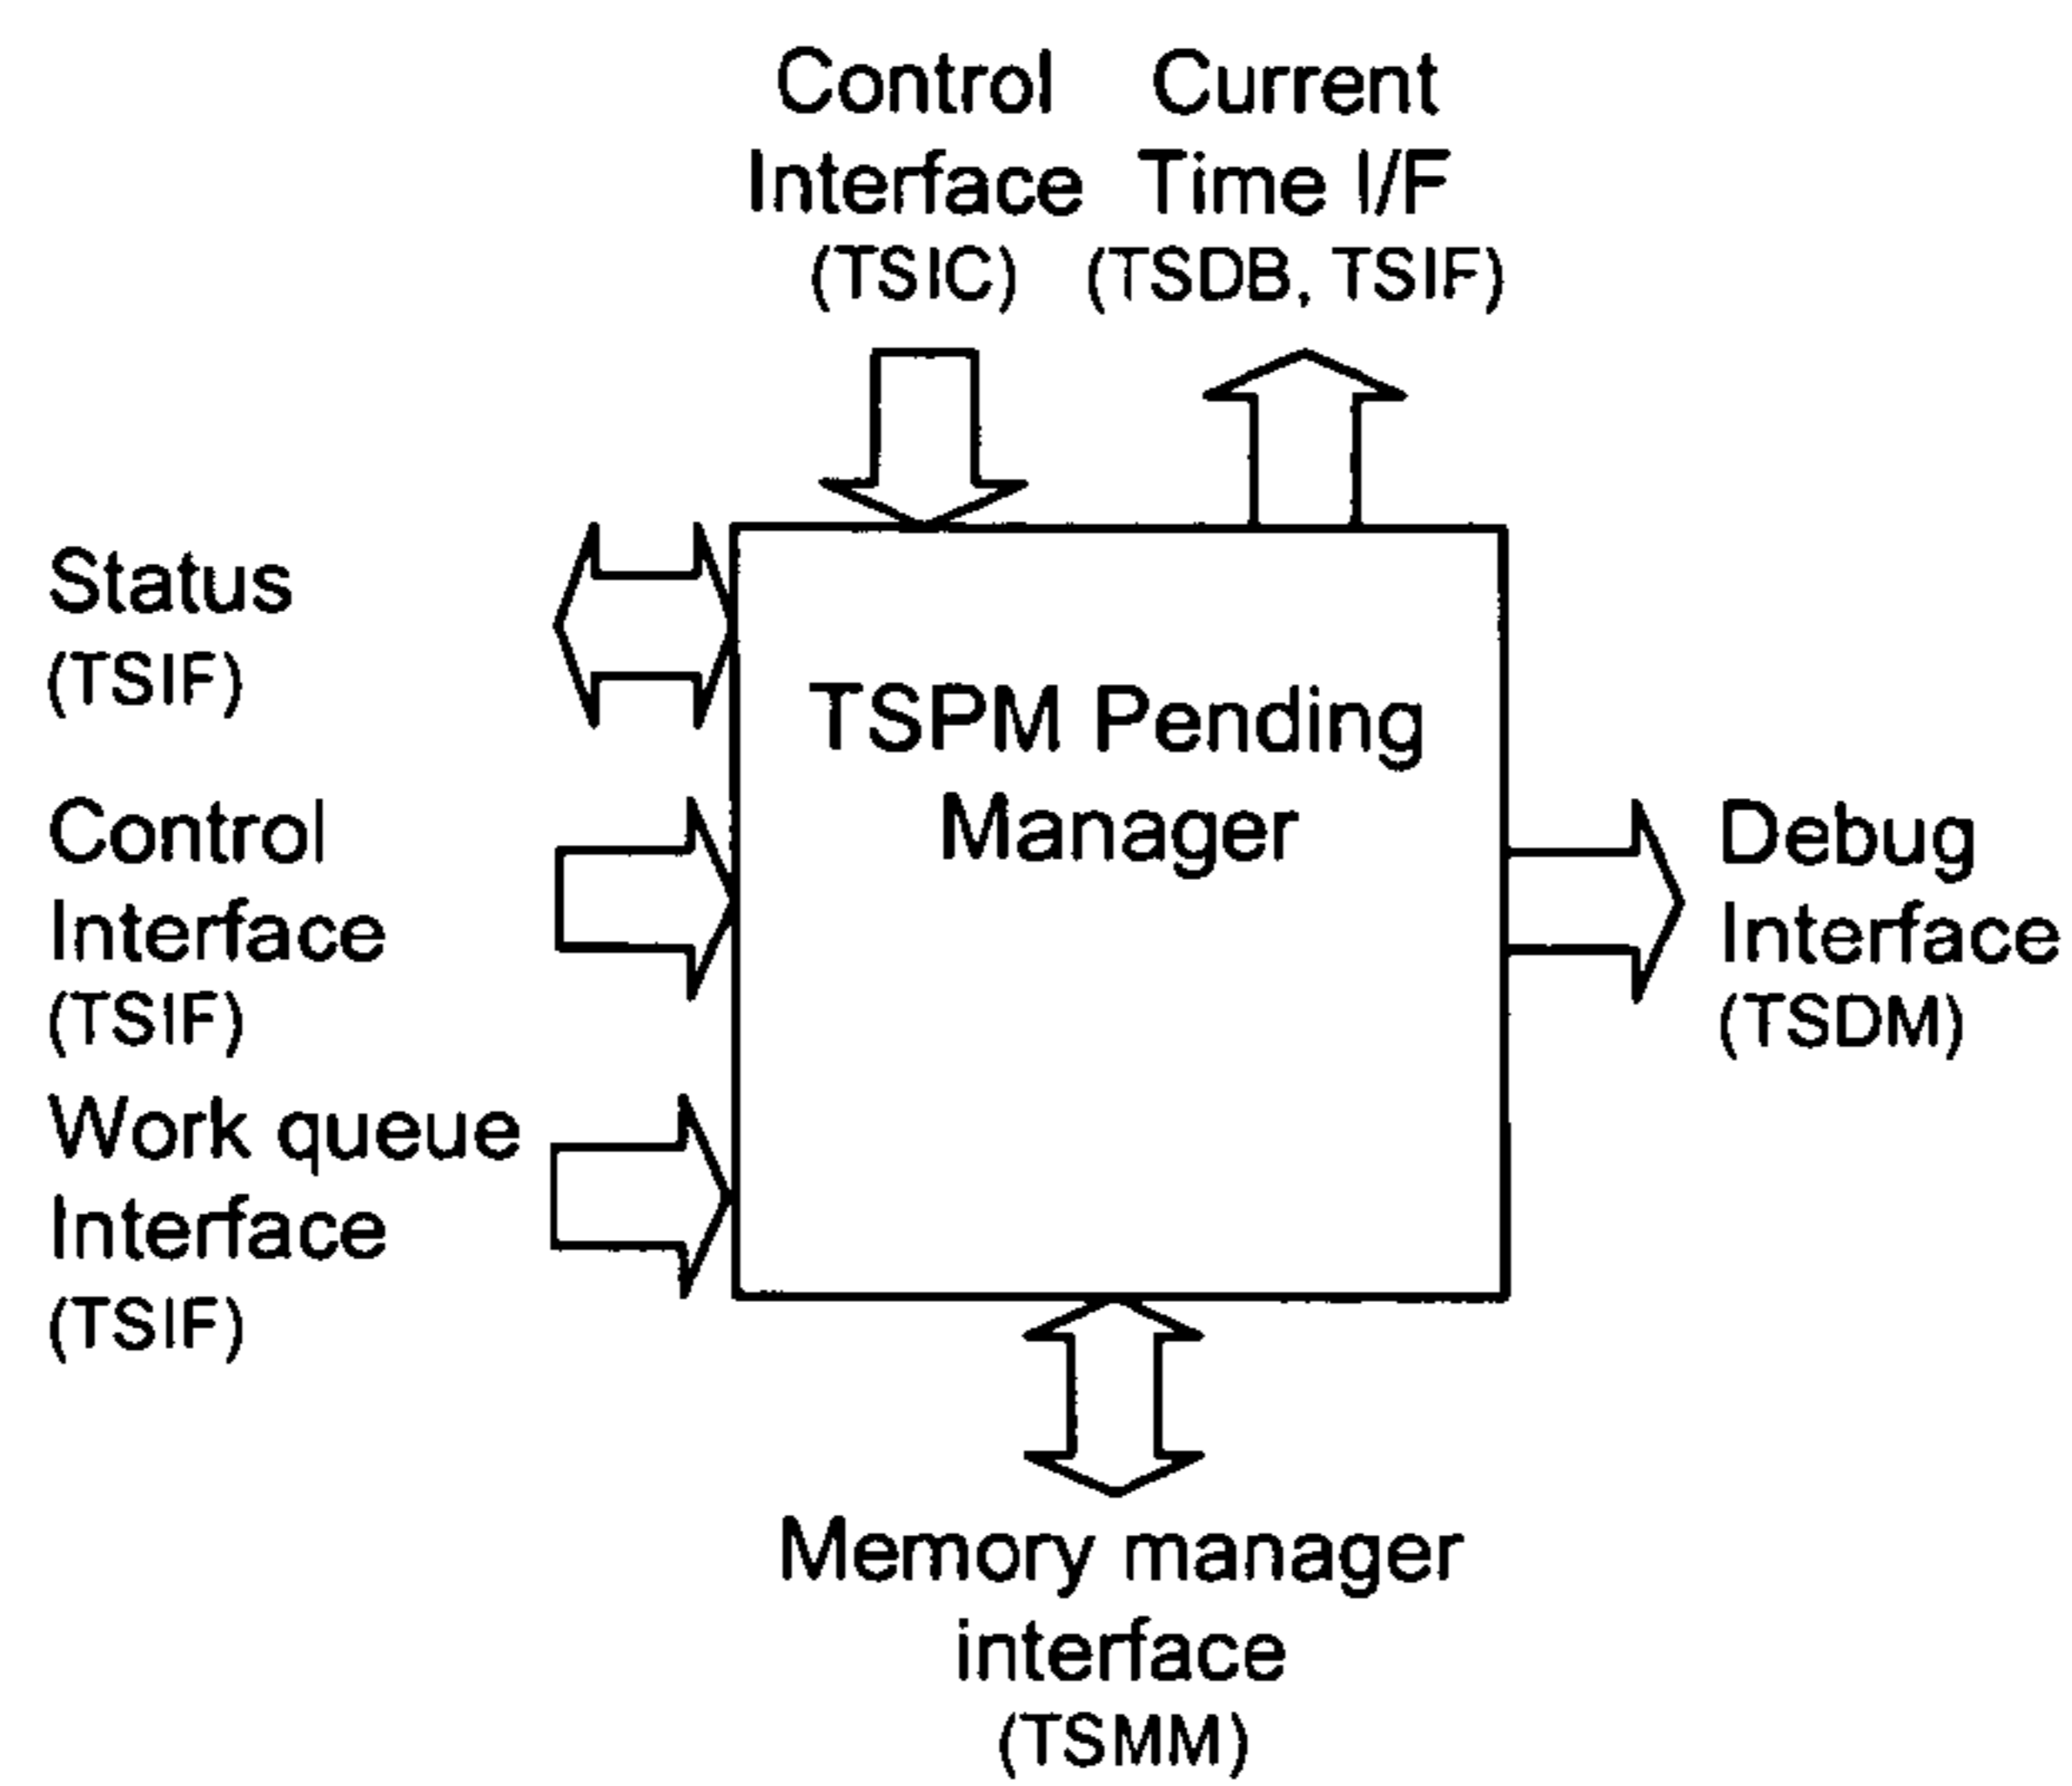 Control
Interface
(TSIC)
Current
Time I/F
(TSDB, TSIF)
Status
(TSIF)
TSPM Pending
Manager
Control
Interface
(TSIF)
Debug
Interface
(TSDM)
Work queue
Interface
(TSIF)
Memory manager
interface
(TSMM)